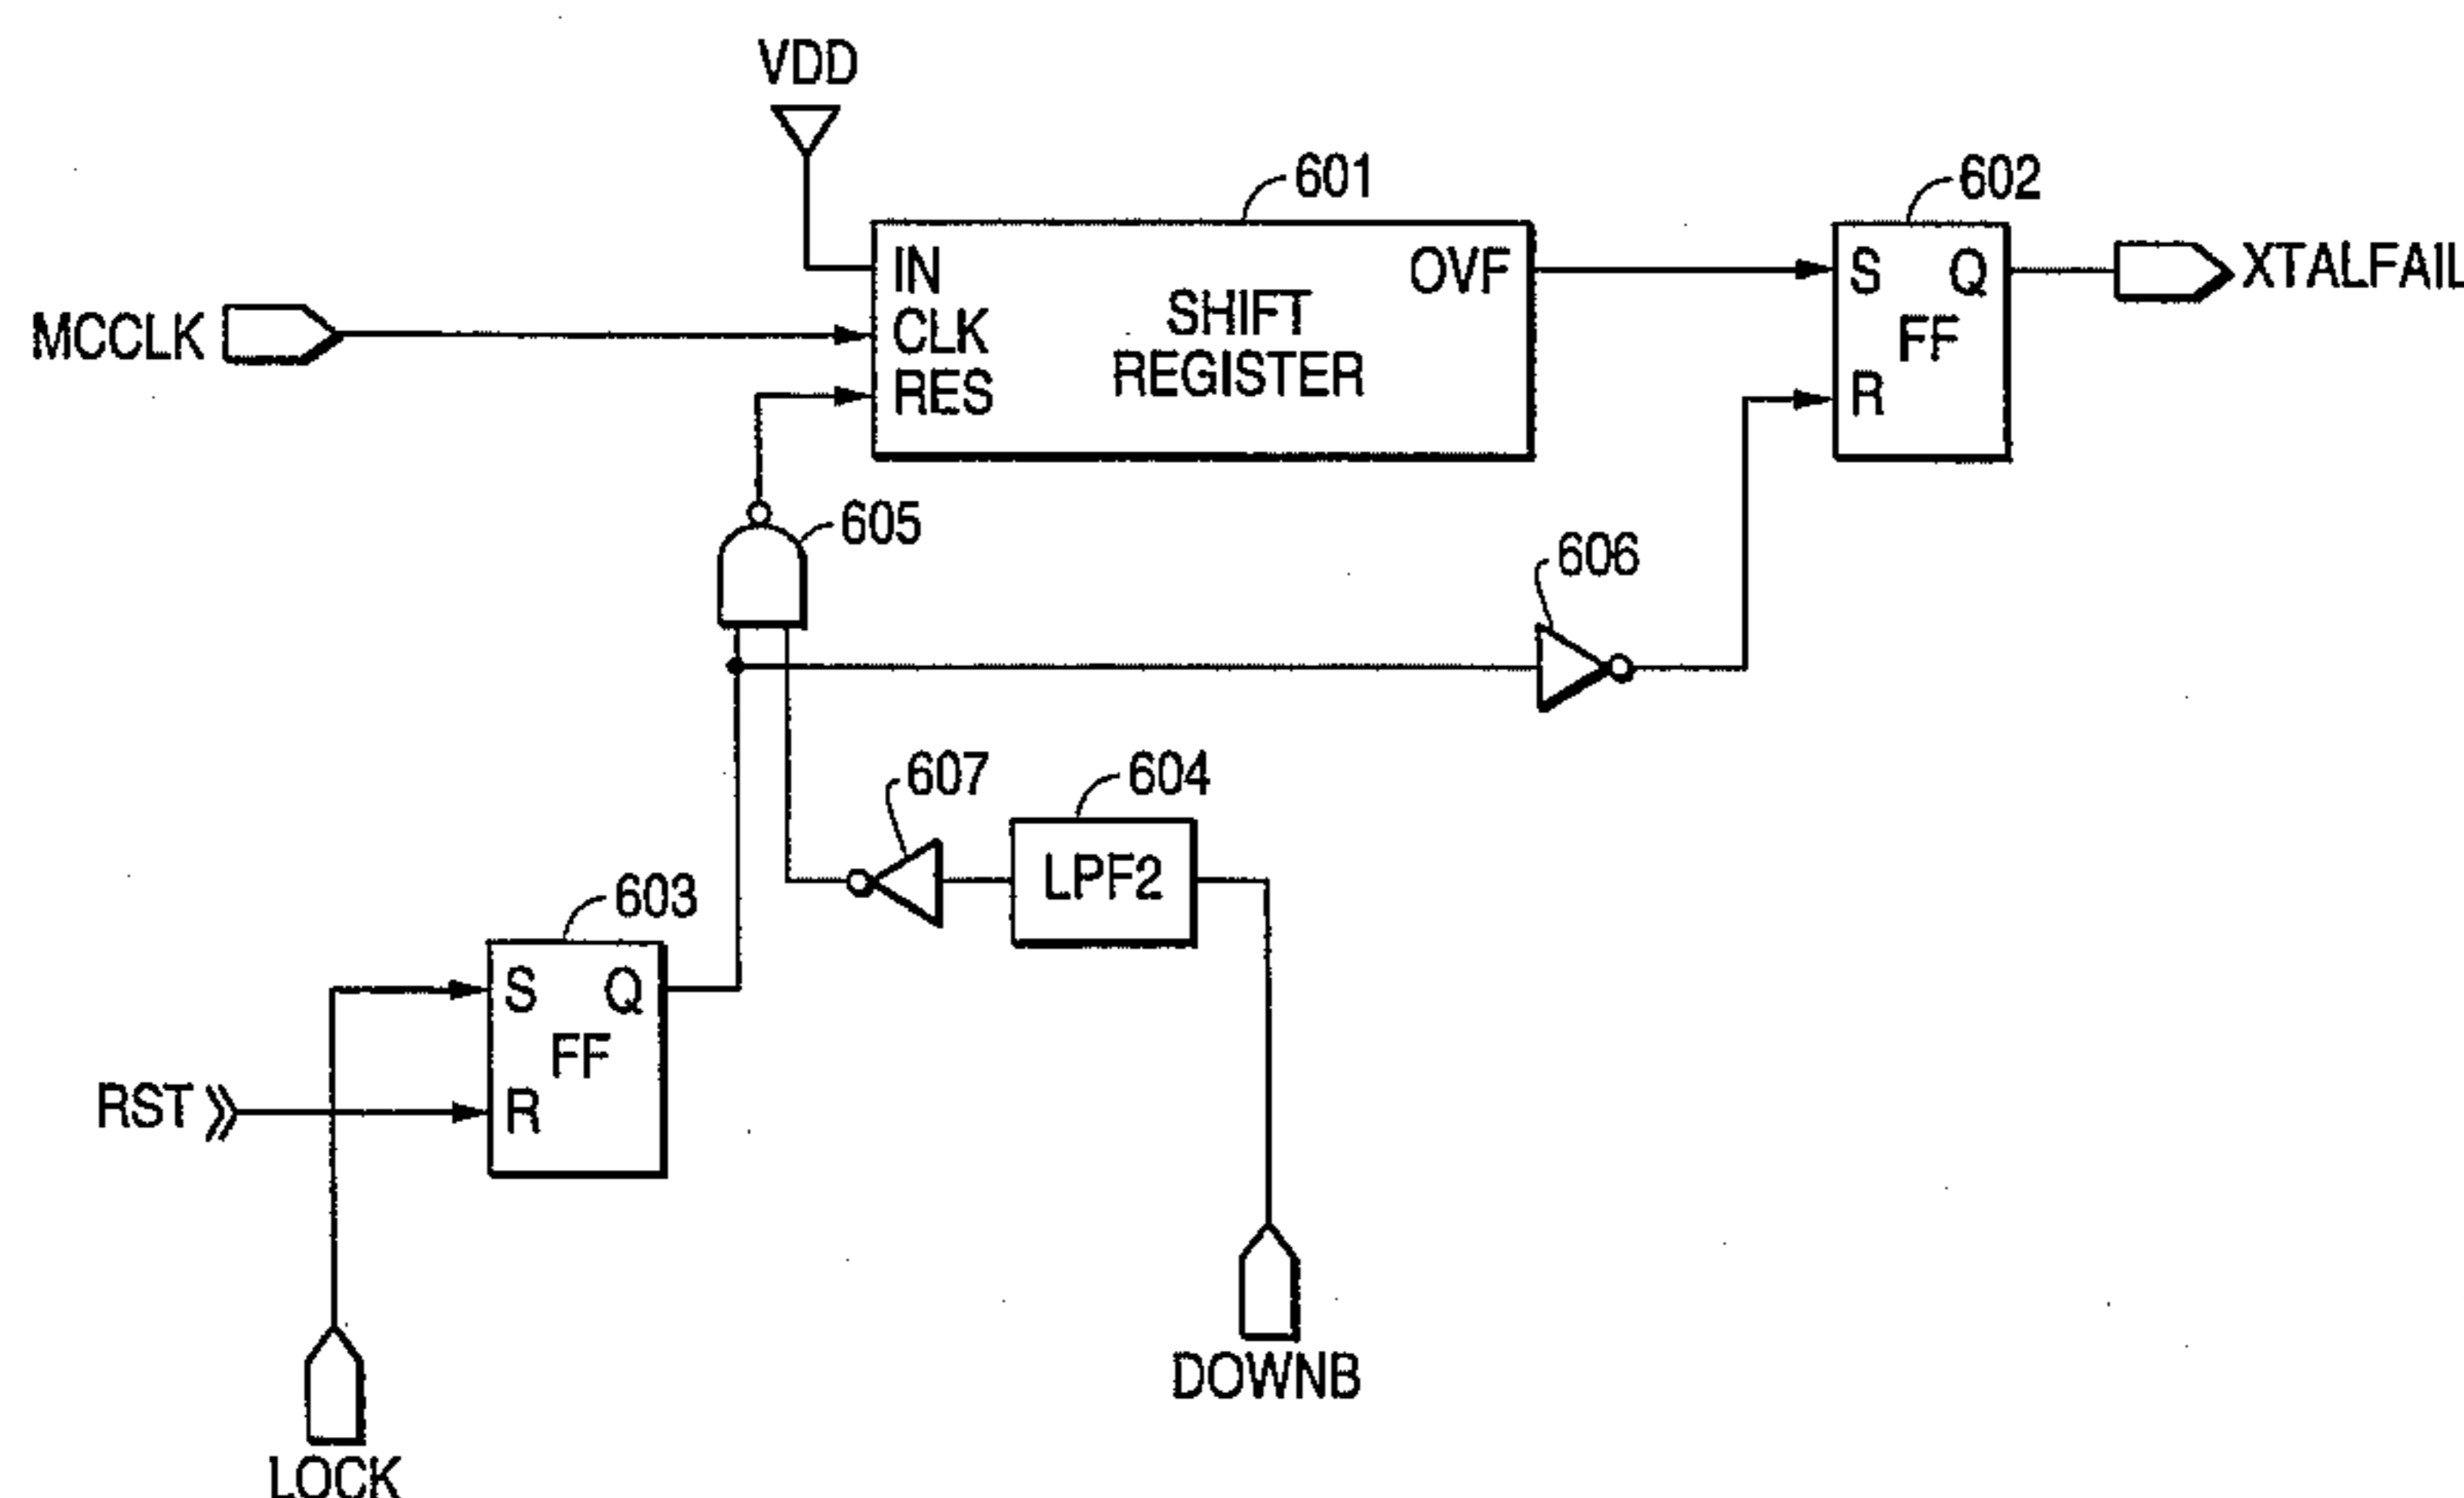 VDD
601
602
IN
OVF
S
Q
XTALFAIL
MCCLK
CLK
SHIFT
REGISTER
FF
RES
R
605
606
607
604
LPF2
603
S
Q
FF
RST
R
DOWNB
LOCK